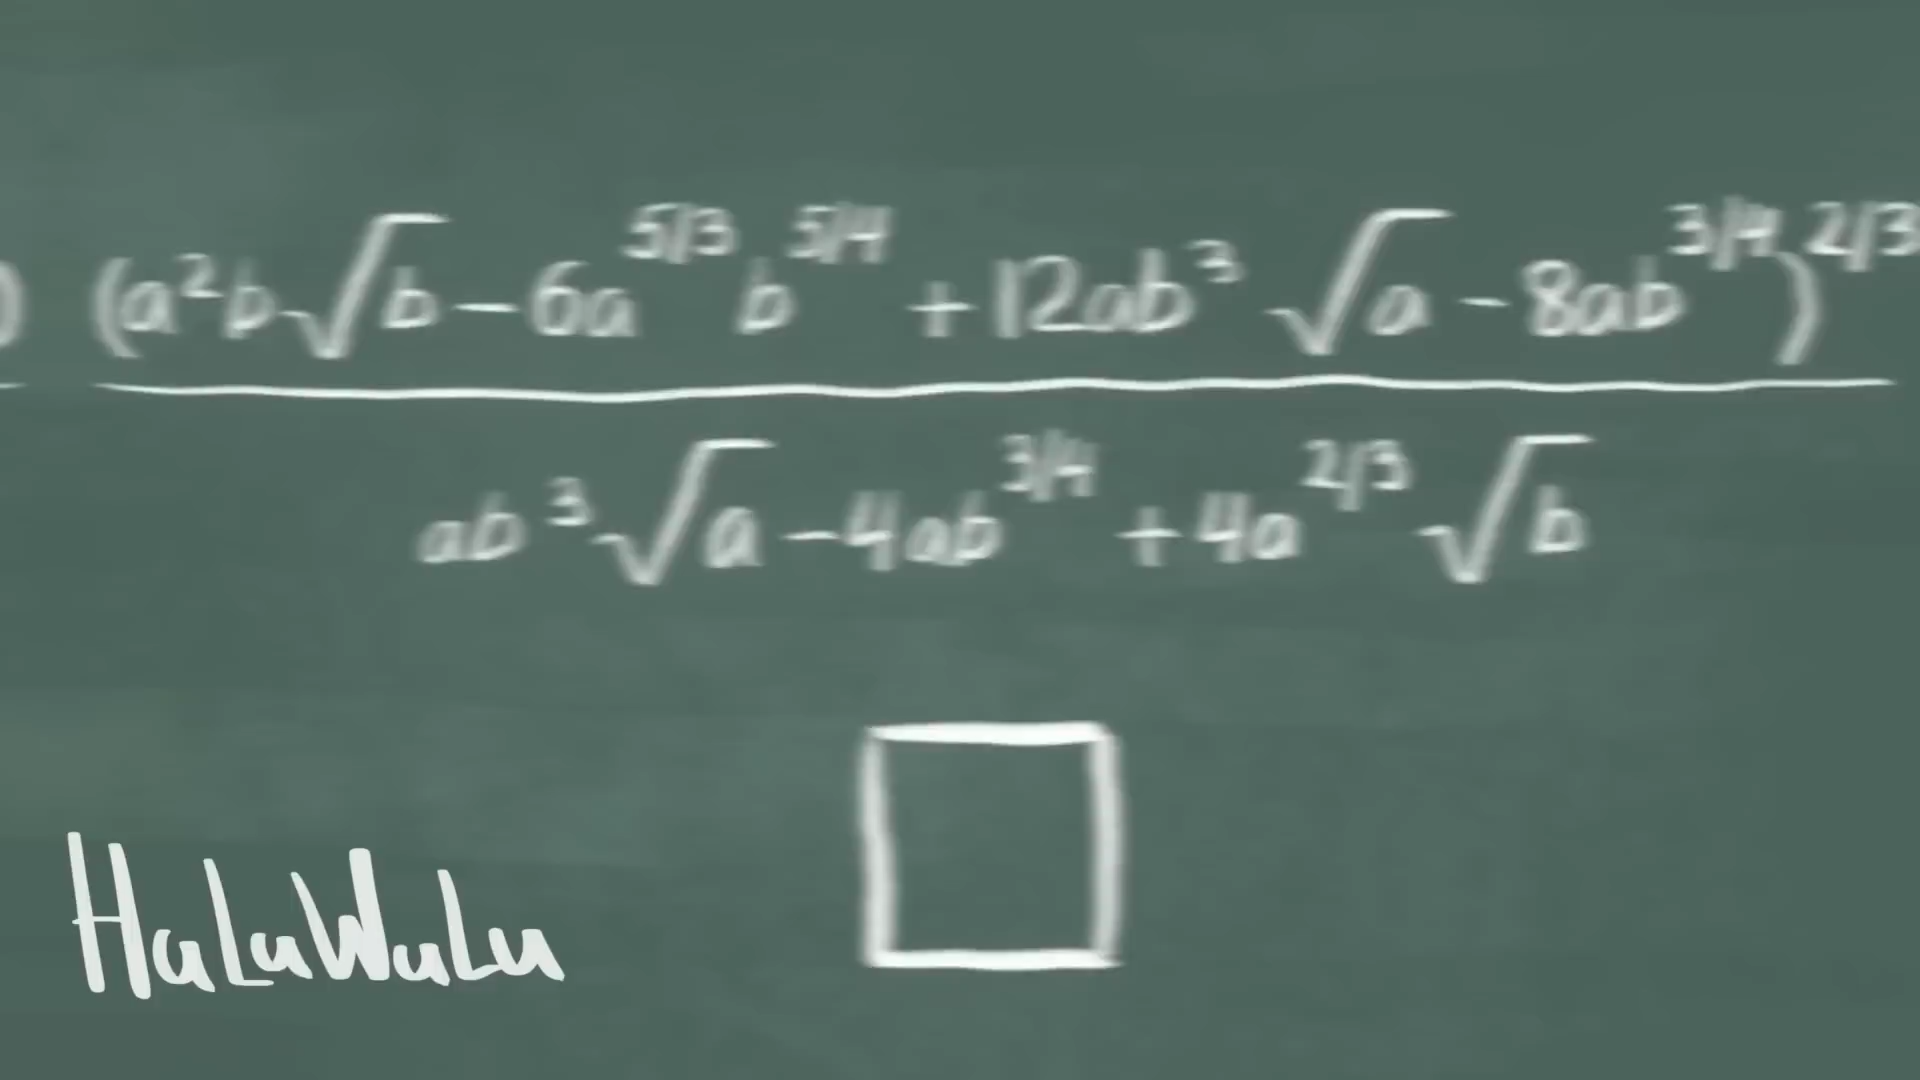 ) (a²b√b - 6a^5/3 b^5/4 + 12ab³√a - 8ab^3/4)^2/3
ab³√a - 4ab^3/4 + 4a^2/3 √b
HaLuWuLu